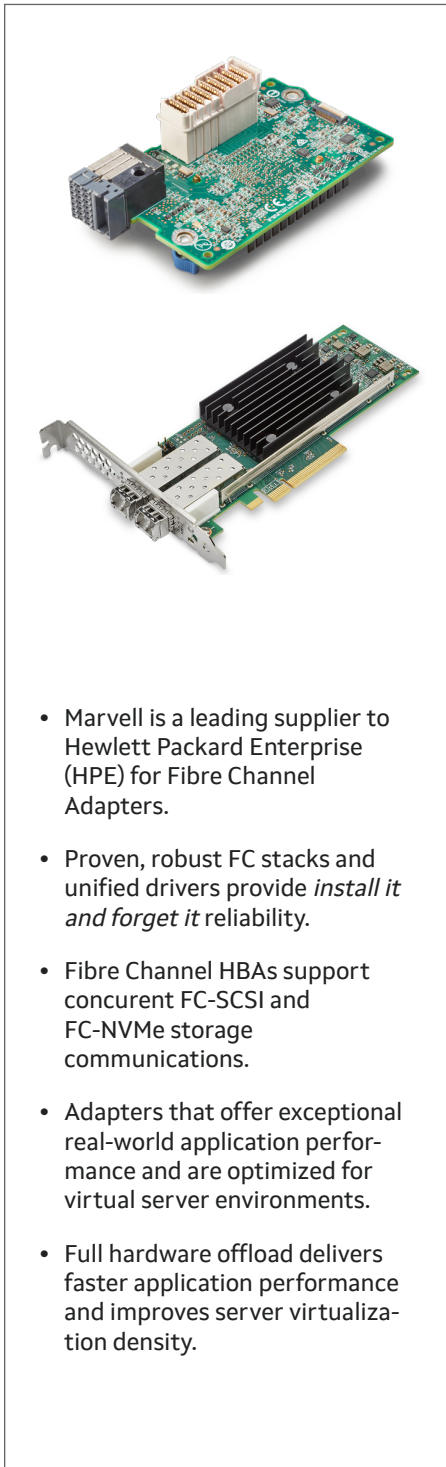 • Marvell is a leading supplier to
Hewlett Packard Enterprise
(HPE) for Fibre Channel
Adapters.
• Proven, robust FC stacks and
unified drivers provide install it
and forget it reliability.
• Fibre Channel HBAs support
concurent FC-SCSI and
FC-NVMe storage
communications.
• Adapters that offer exceptional
real-world application perfor-
mance and are optimized for
virtual server environments.
• Full hardware offload delivers
faster application performance
and improves server virtualiza-
tion density.